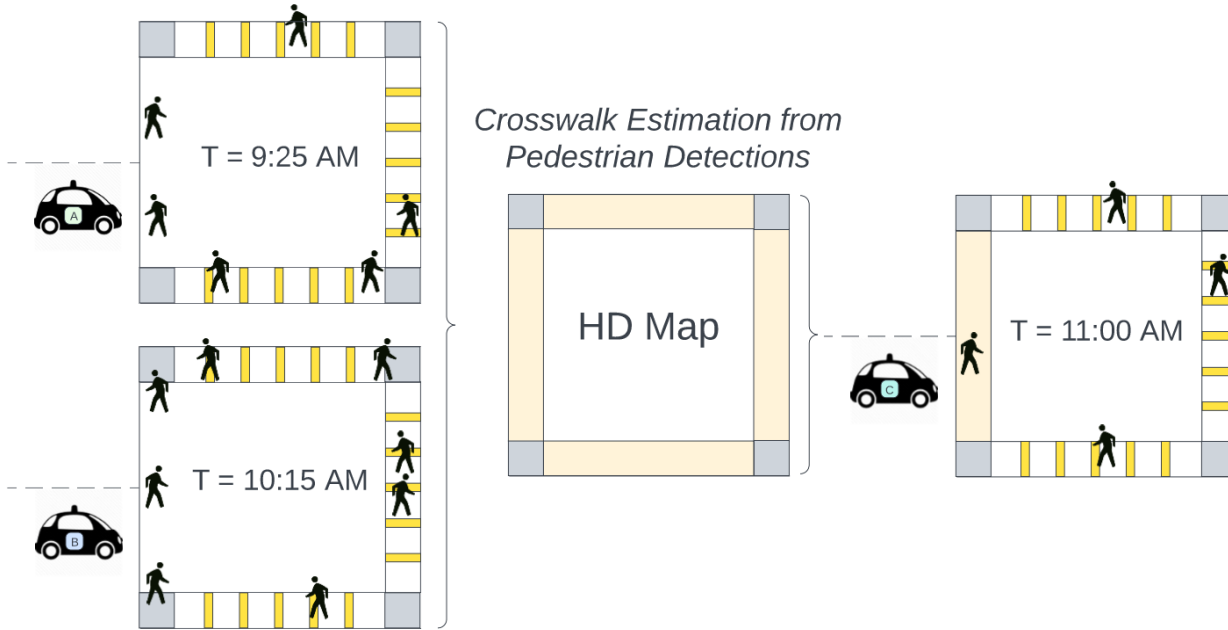 T = 9:25 AM
A
T = 10:15 AM
B
Crosswalk Estimation from
Pedestrian Detections
HD Map
T = 11:00 AM
C